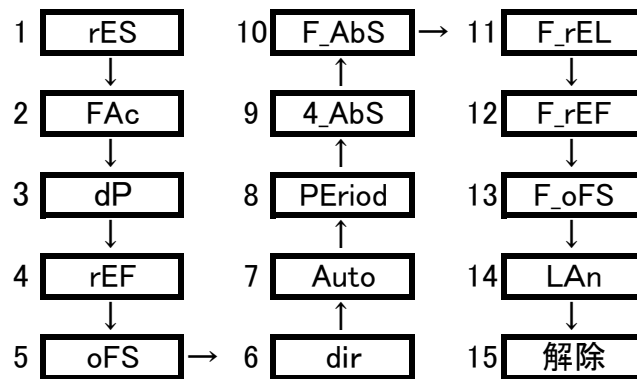 1 rES
↓
2 FAc
↓
3 dP
↓
4 rEF
↓
5 oFS →
6 dir
↑
7 Auto
↑
8 PEriod
↑
9 4_AbS
↑
10 F_AbS →
11 F_rEL
↓
12 F_rEF
↓
13 F_oFS
↓
14 LAn
↓
15 解除